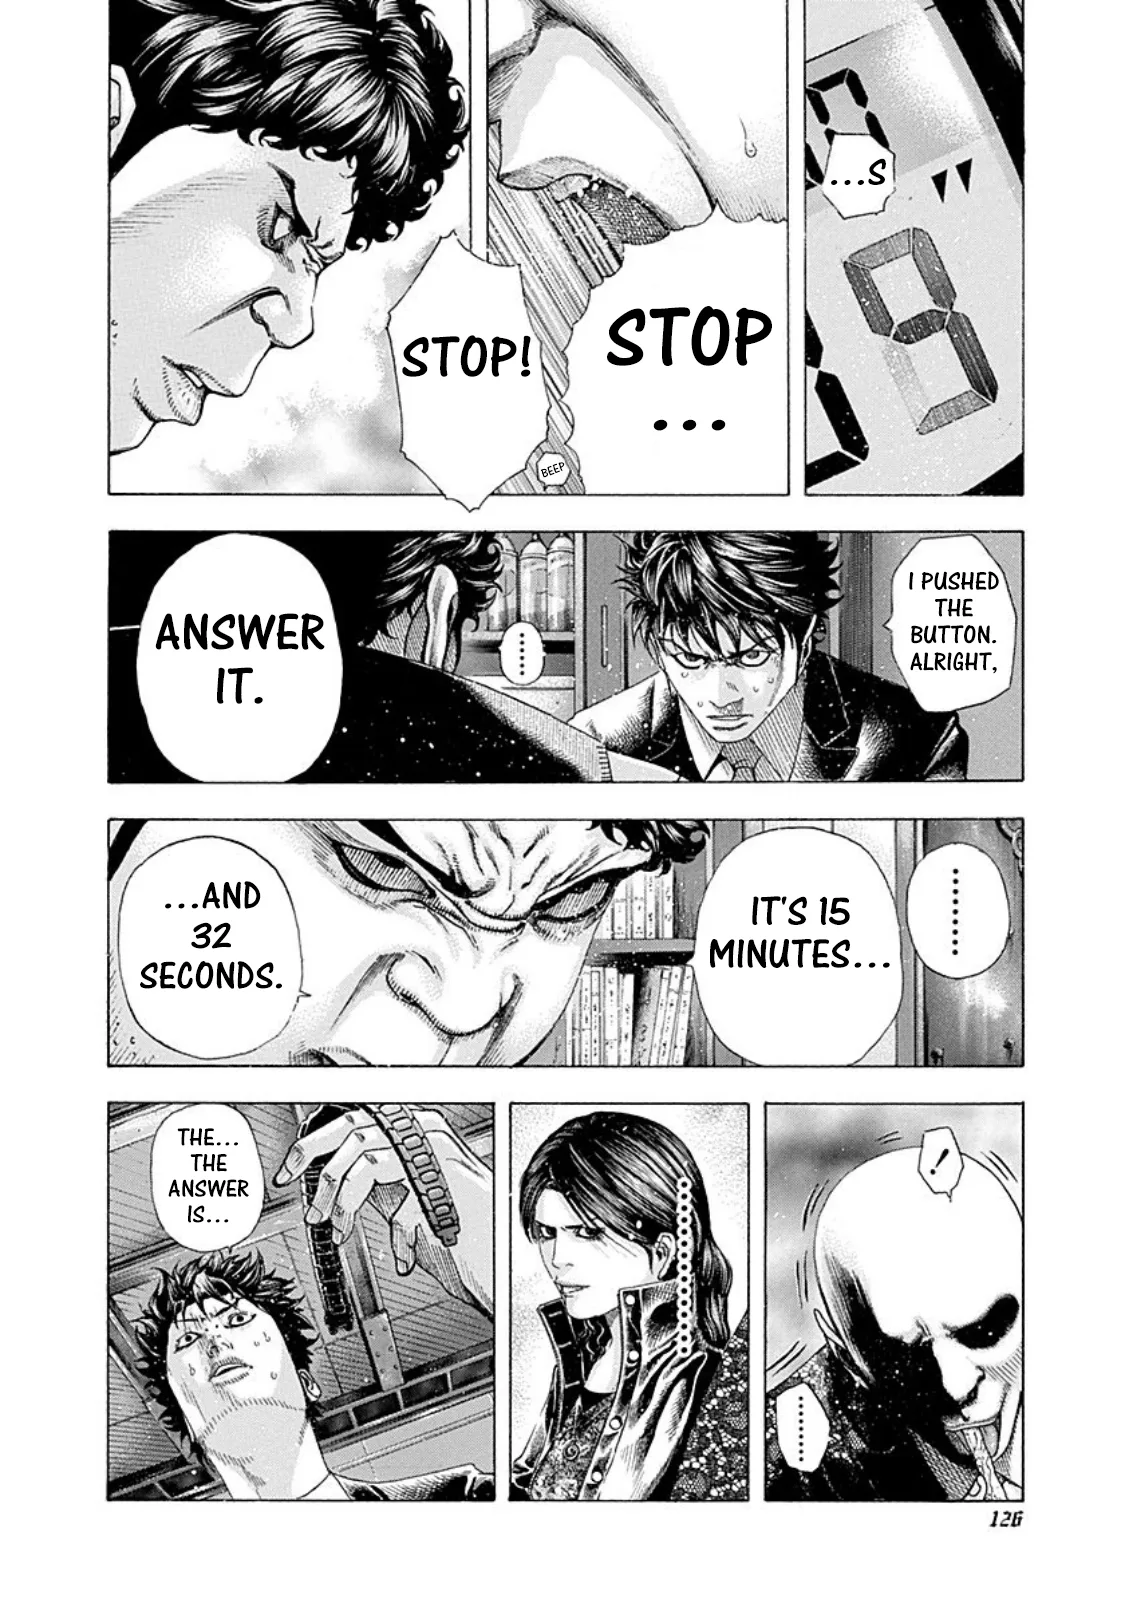 ...S
STOP
...
BEEP
STOP!
I PUSHED
THE
BUTTON.
ALRIGHT,
......
ANSWER
IT.
.........
IT'S 15
MINUTES...
...AND
32
SECONDS.
!
.......
THE...
THE
ANSWER
IS...
126